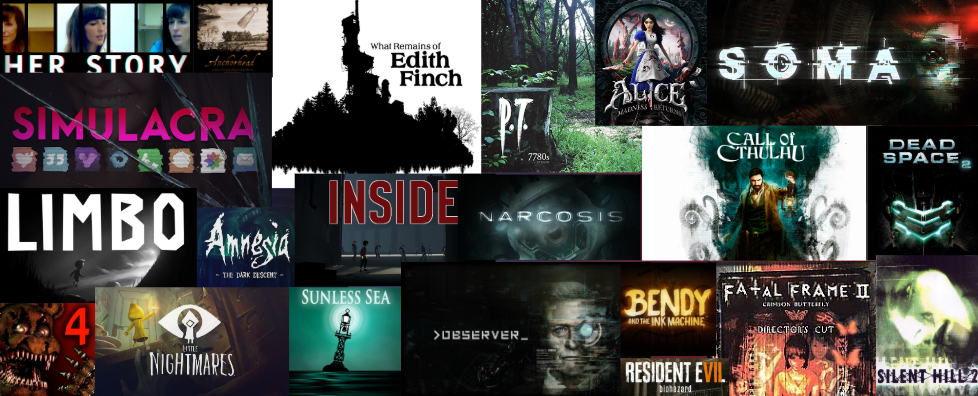 HER STORY
Anchorhead
What Remains of
Edith
Finch
P.T.
7780s
ALICE
MADNESS RETURNS
SOMA
SIMULACRA
CALL OF
CTHULHU
DEAD
SPACE 2
LIMBO
Amnesia
THE DARK DESCENT
INSIDE
NARCOSIS
4
LITTLE
NIGHTMARES
SUNLESS SEA
>OBSERVER_
BENDY
AND THE INK MACHINE
RESIDENT EVIL
biohazard
FATAL FRAME II
CRIMSON BUTTERFLY
DIRECTOR'S CUT
SILENT HILL 2